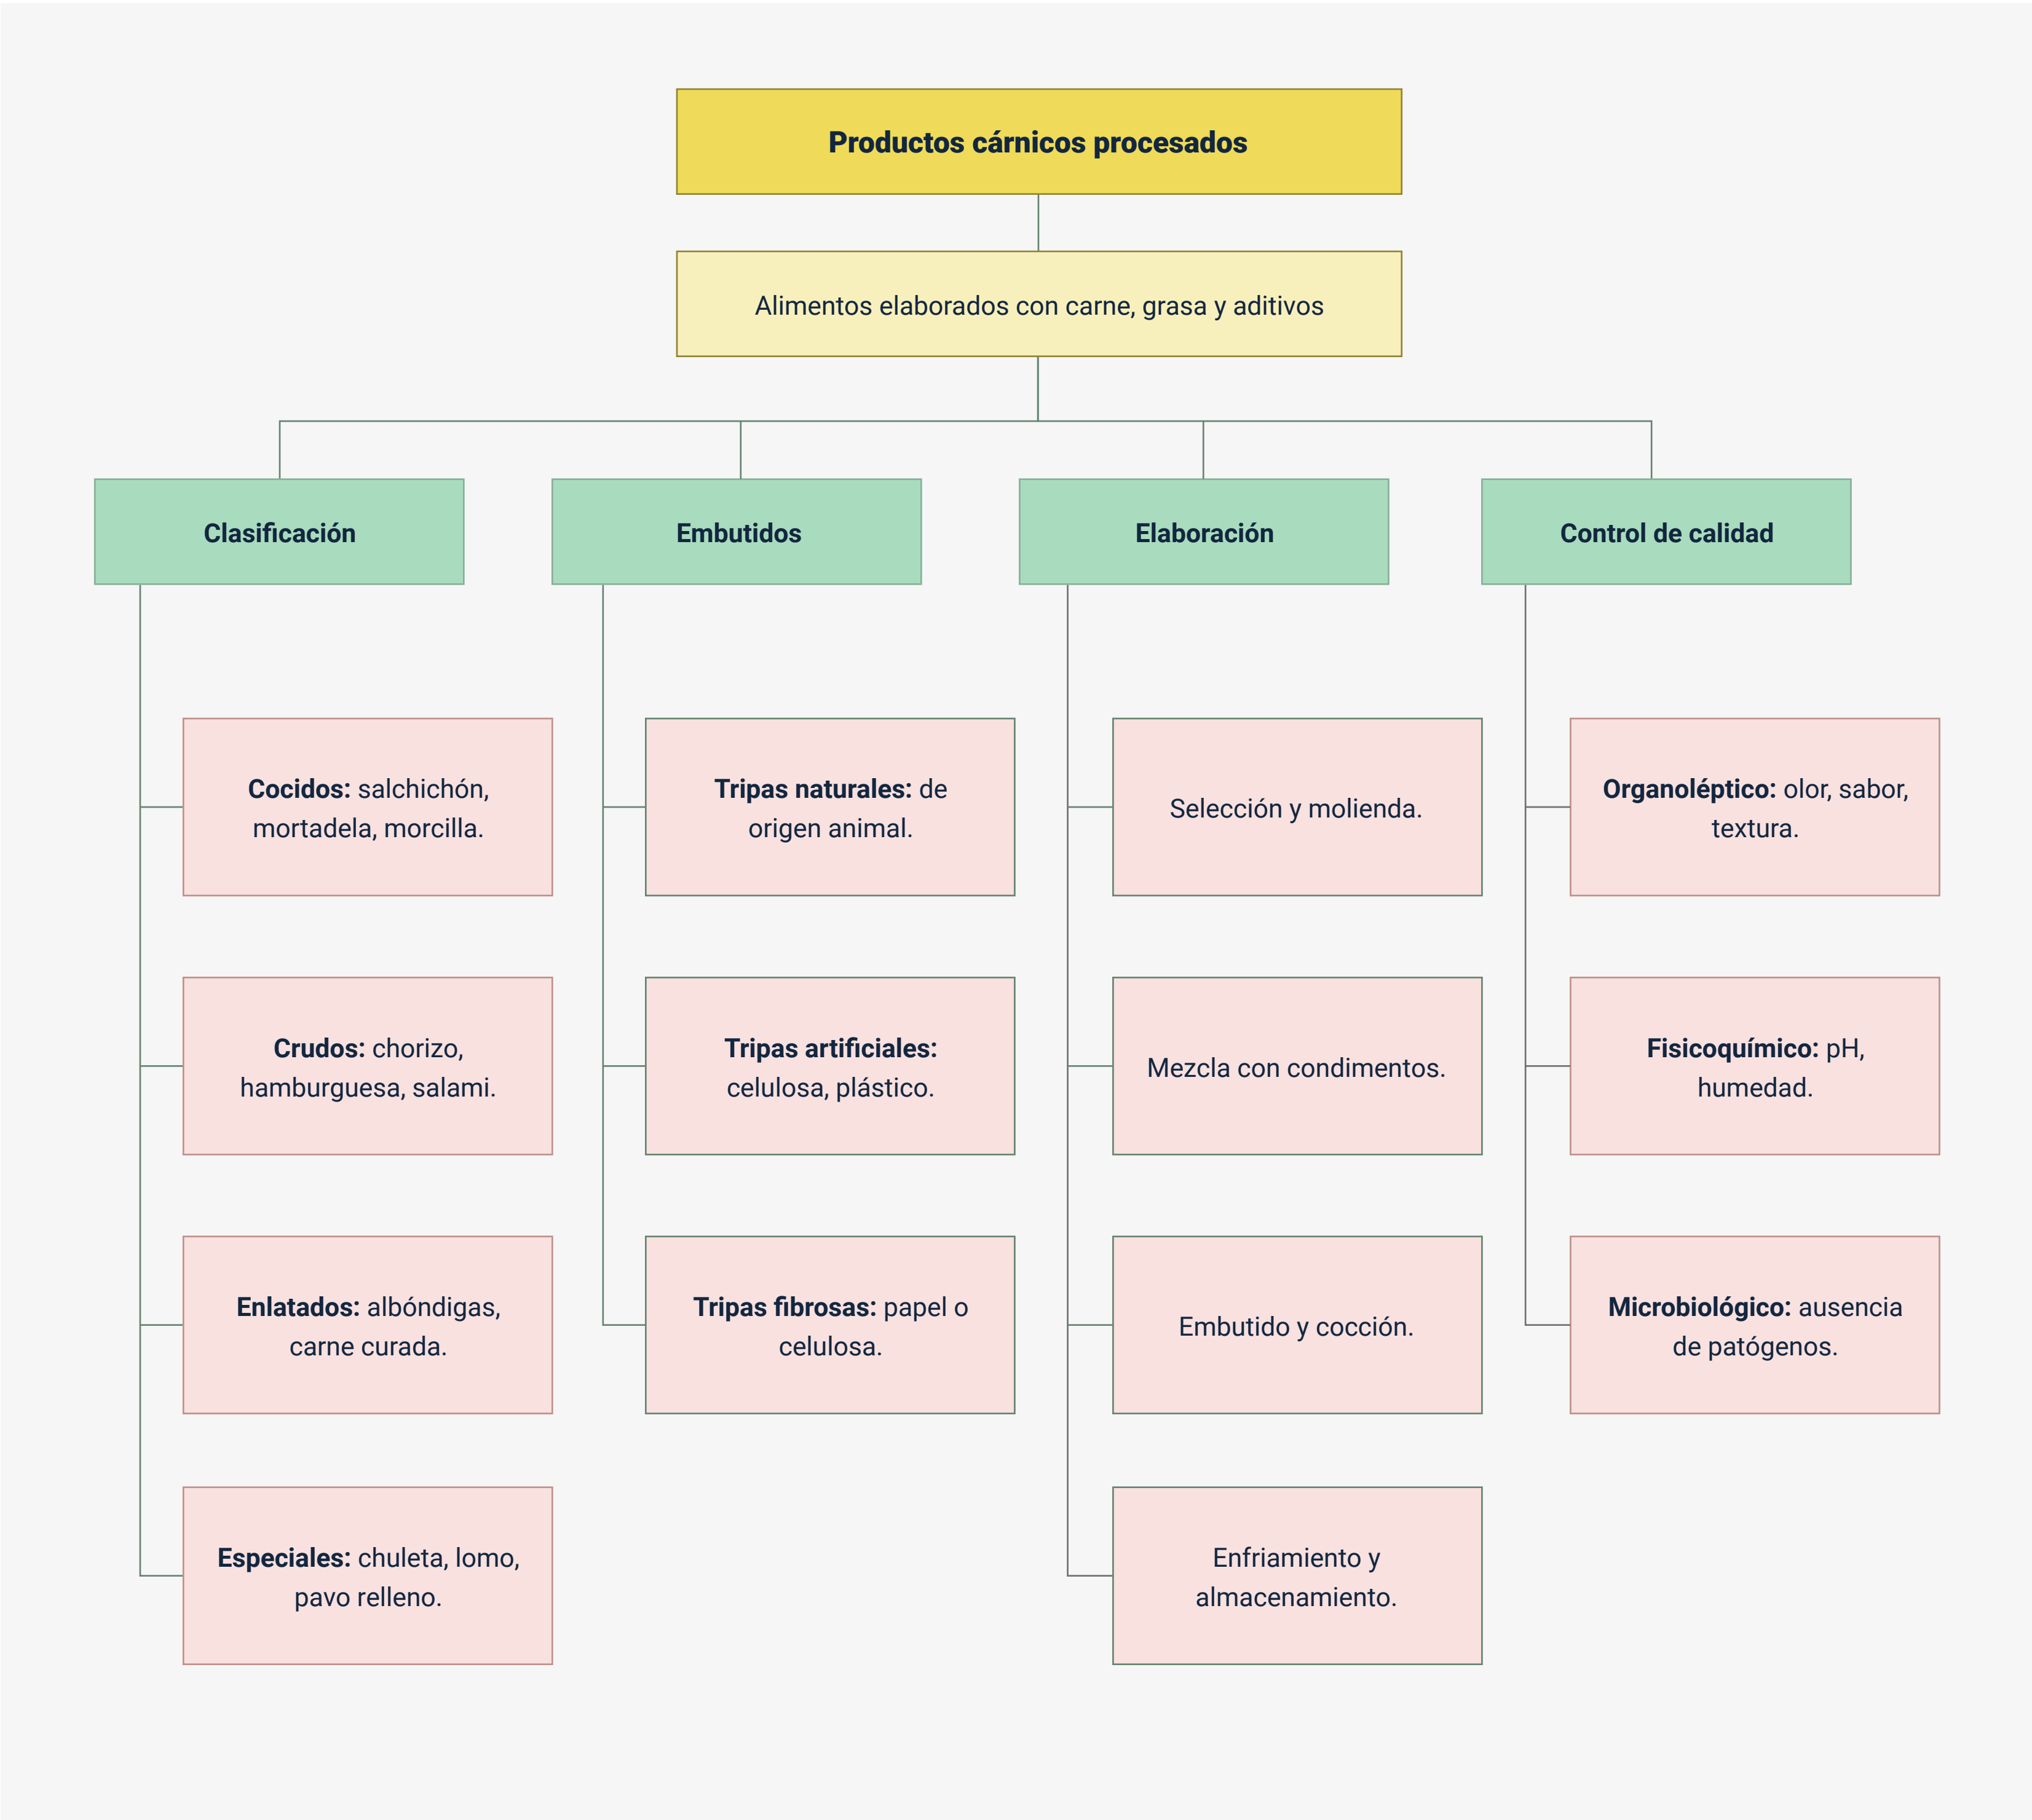 Productos cárnicos procesados
Alimentos elaborados con carne, grasa y aditivos
Clasificación
Cocidos: salchichón,
mortadela, morcilla.
Crudos: chorizo,
hamburguesa, salami.
Enlatados: albóndigas,
carne curada.
Especiales: chuleta, lomo,
pavo relleno.
Embutidos
Tripas naturales: de
origen animal.
Tripas artificiales:
celulosa, plástico.
Tripas fibrosas: papel o
celulosa.
Elaboración
Selección y molienda.
Mezcla con condimentos.
Embutido y cocción.
Enfriamiento y
almacenamiento.
Control de calidad
Organoléptico: olor, sabor,
textura.
Fisicoquímico: pH,
humedad.
Microbiológico: ausencia
de patógenos.